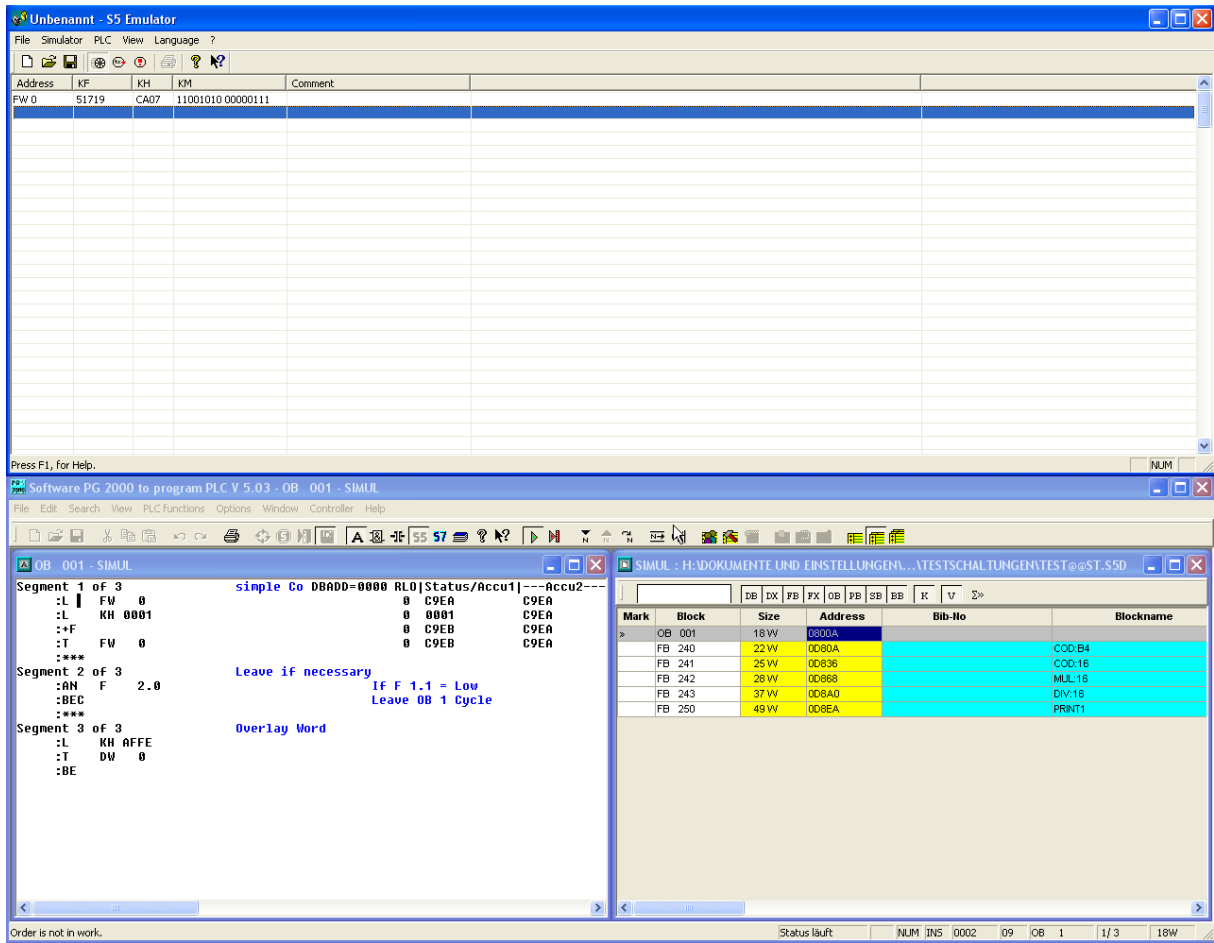 Unbenannt - S5 Emulator
File Simulator PLC View Language ?
Address KF KH KM Comment
FW 0 51719 CA07 11001010 00000111
Press F1, for Help. NUM
Software PG 2000 to program PLC V 5.03 - OB 001 - SIMUL
File Edit Search View PLC functions Options Window Controller Help
A S5 S7
OB 001 - SIMUL
Segment 1 of 3 simple Co DBADD=0000 RLO|Status/Accu1|---Accu2---
:L FW 0 0 C9EA C9EA
:L KH 0001 0 0001 C9EA
:+F 0 C9EB C9EA
:T FW 0 0 C9EB C9EA
:***
Segment 2 of 3 Leave if necessary
:AN F 2.0 If F 1.1 = Low
:BEC Leave OB 1 Cycle
:***
Segment 3 of 3 Overlay Word
:L KH AFFE
:T DW 0
:BE
SIMUL : H:\DOKUMENTE UND EINSTELLUNGEN\...\TESTSCHALTUNGEN\TEST@@ST.S5D
DB DX FB FX OB PB SB BB K V Σ»
Mark Block Size Address Bib-No Blockname
» OB 001 18 W 0800A
FB 240 22 W 0D80A COD:B4
FB 241 25 W 0D836 COD:16
FB 242 28 W 0D868 MUL:16
FB 243 37 W 0D8A0 DIV:16
FB 250 49 W 0D8EA PRINT1
Order is not in work. Status läuft NUM INS 0002 09 OB 1 1/ 3 18W